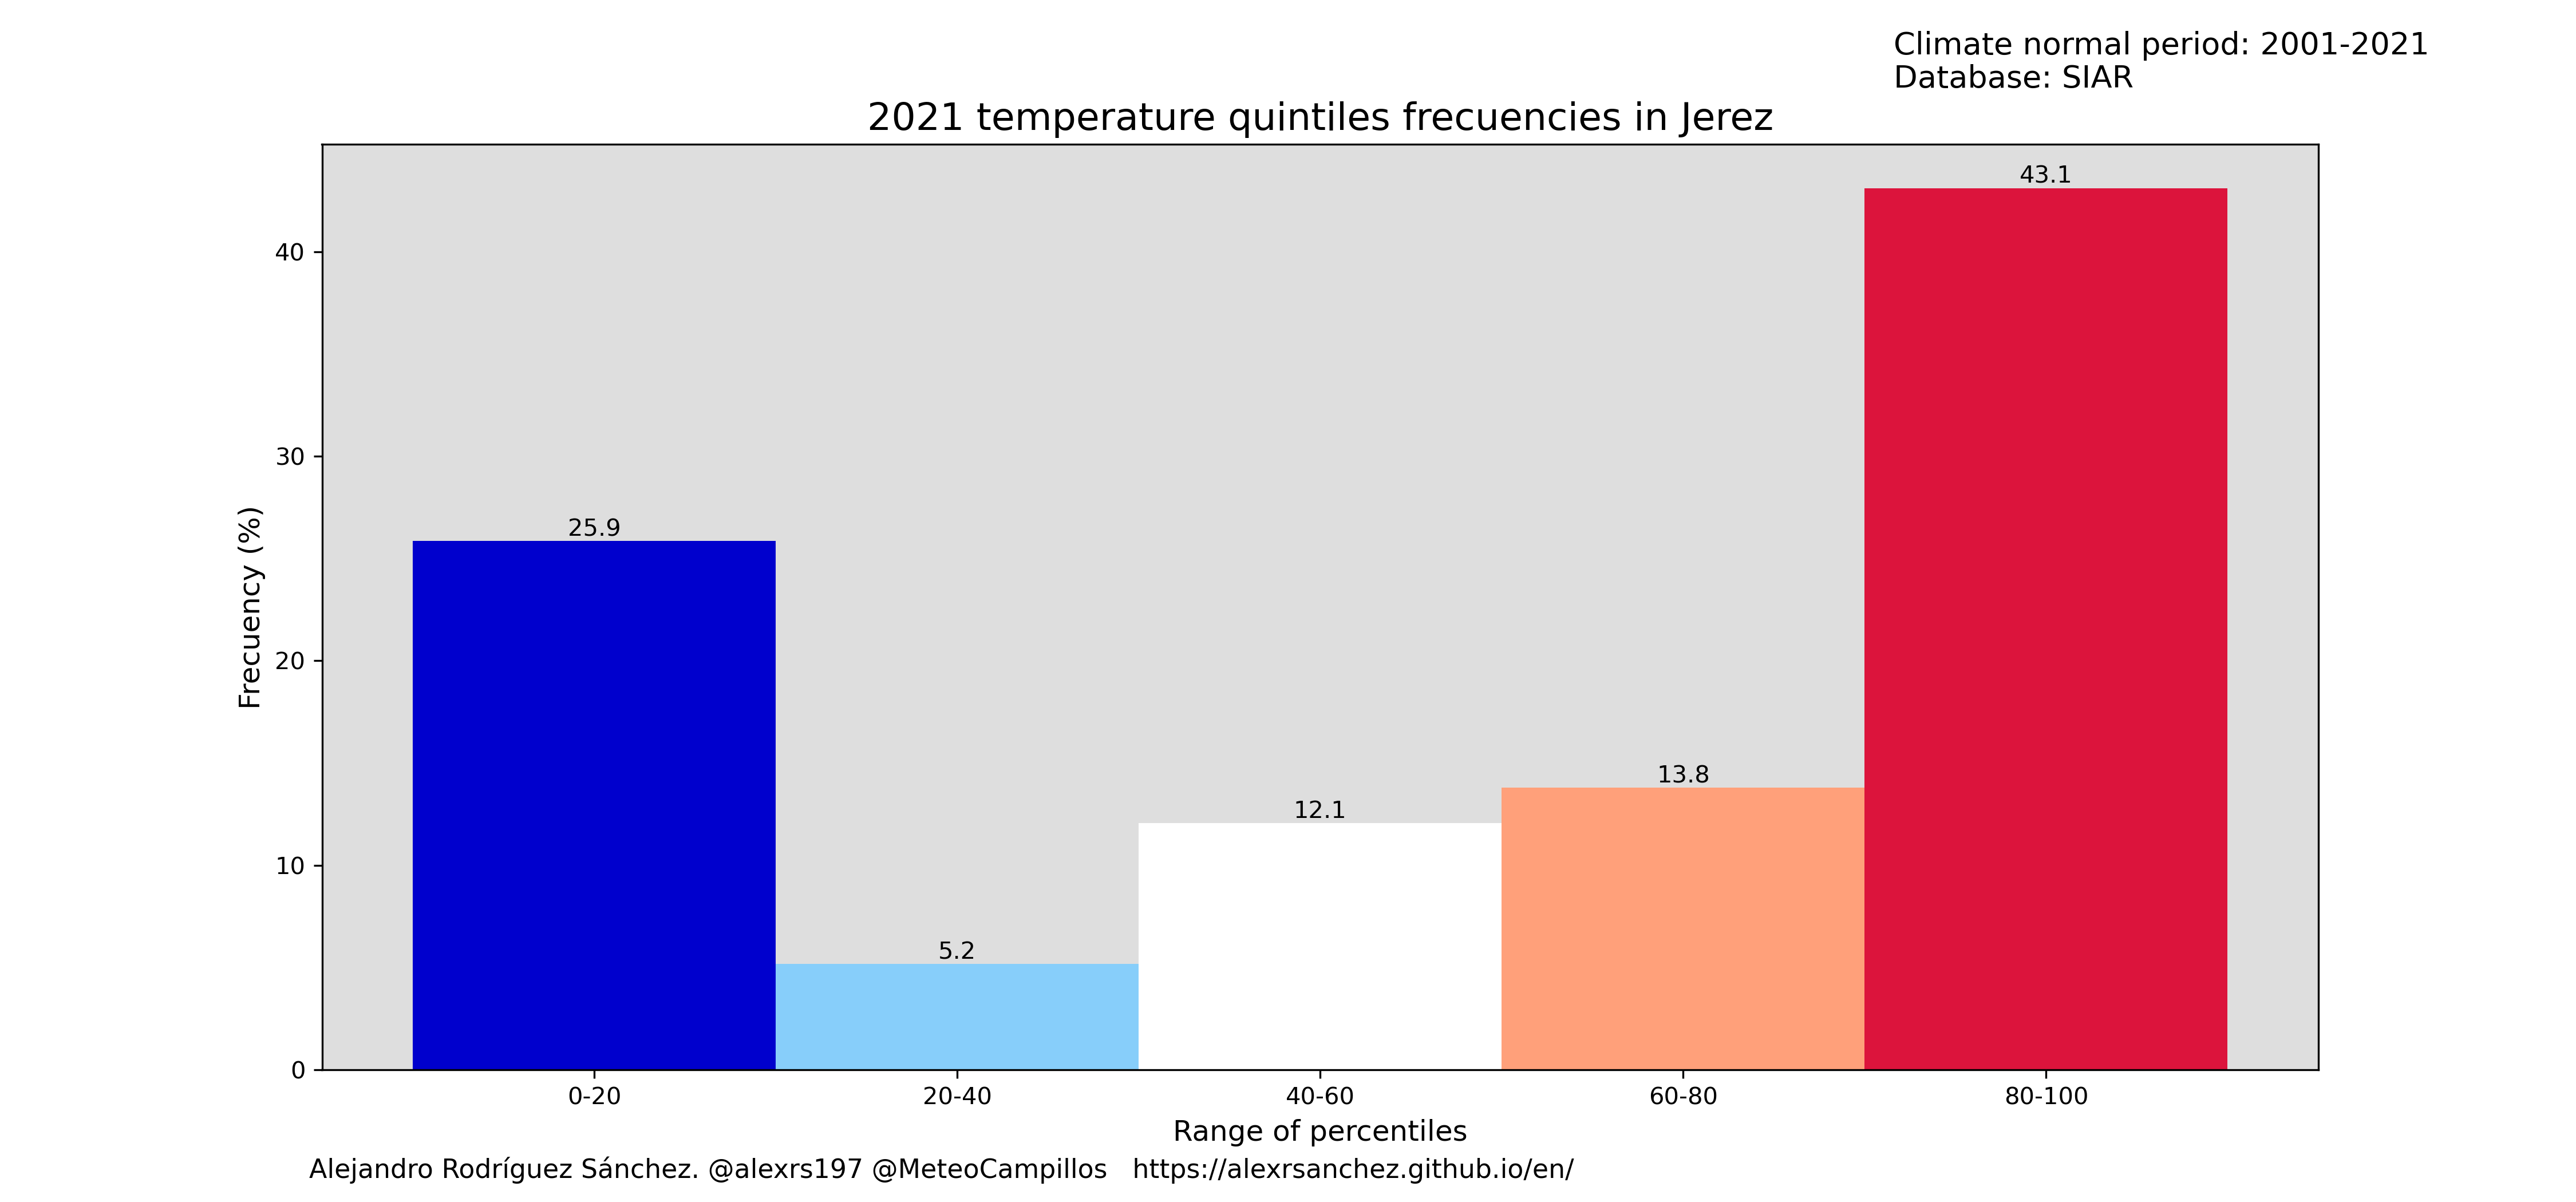 Climate normal period: 2001-2021
Database: SIAR
2021 temperature quintiles frecuencies in Jerez
43.1
40
30
25.9
Frecuency (%)
20
13.8
12.1
10
5.2
0
0-20 20-40 40-60 60-80 80-100
Range of percentiles
Alejandro Rodríguez Sánchez. @alexrs197 @MeteoCampillos https://alexrsanchez.github.io/en/